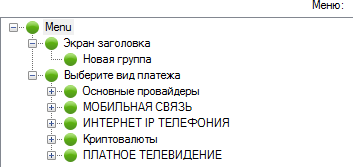 Меню:
Menu
Экран заголовка
Новая группа
Выберите вид платежа
Основные провайдеры
МОБИЛЬНАЯ СВЯЗЬ
ИНТЕРНЕТ IP ТЕЛЕФОНИЯ
Криптовалюты
ПЛАТНОЕ ТЕЛЕВИДЕНИЕ